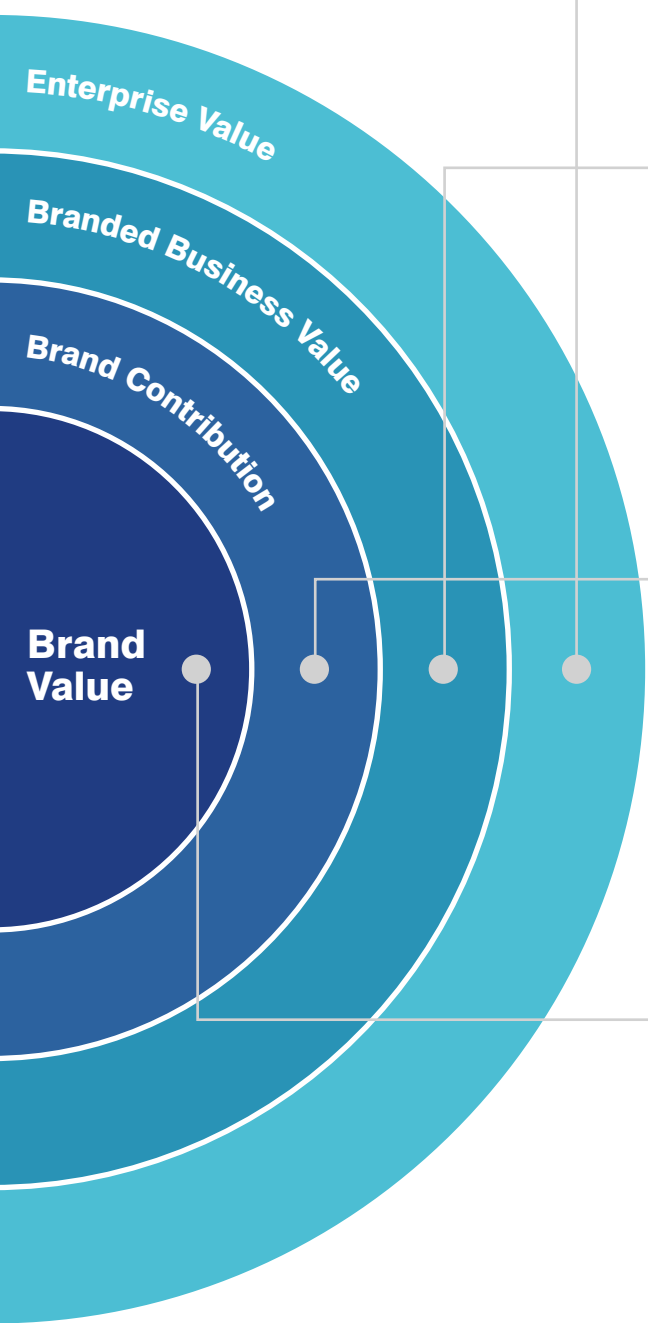 Enterprise Value
Branded Business Value
Brand Contribution
Brand
Value